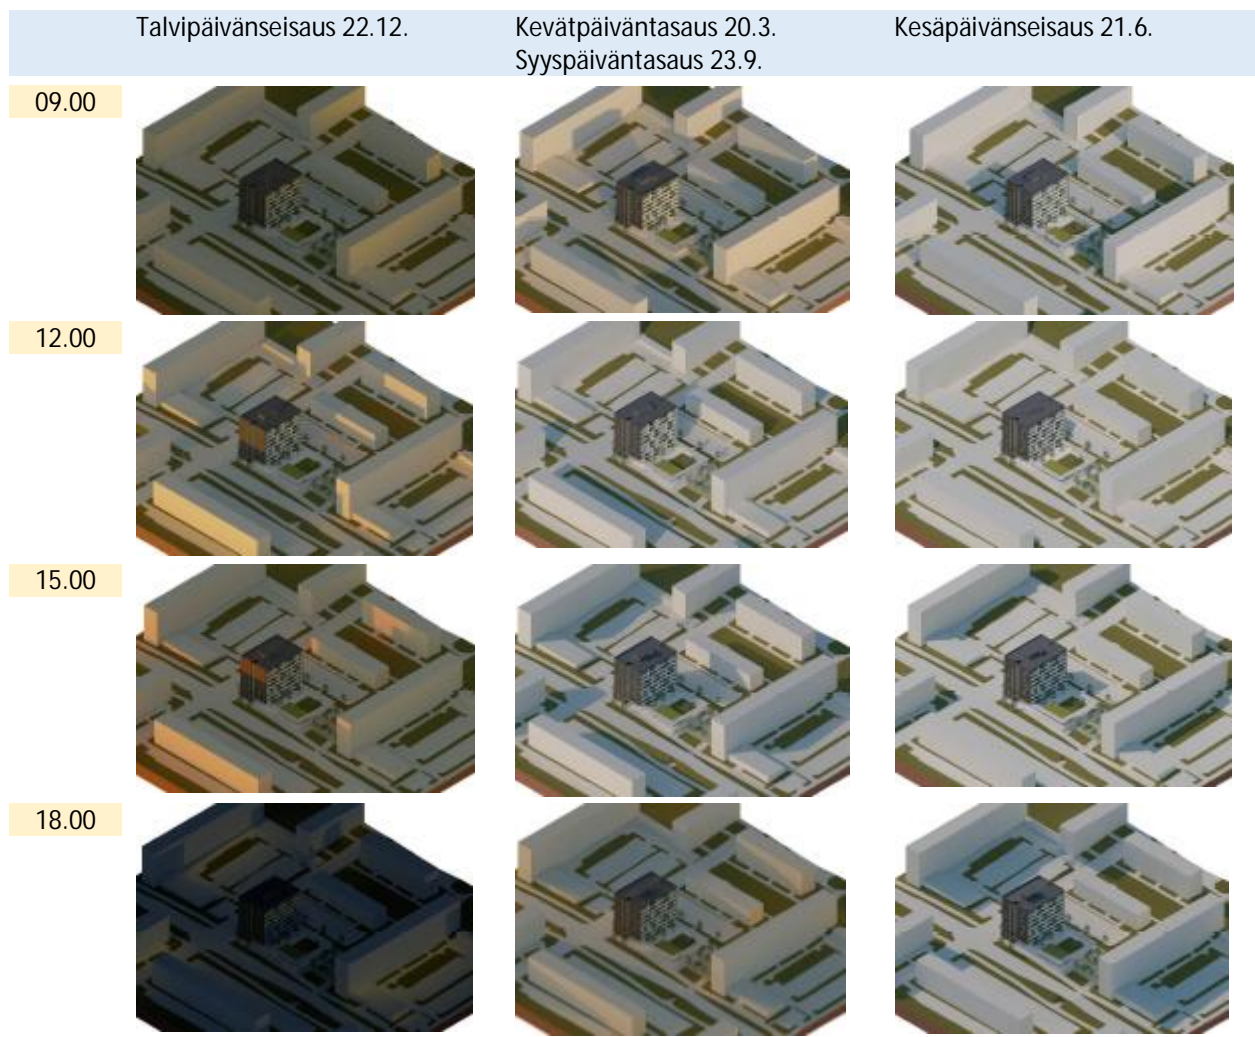 Talvipäivänseisaus 22.12.
Kevätpäiväntasaus 20.3.
Syyspäiväntasaus 23.9.
Kesäpäivänseisaus 21.6.
09.00
12.00
15.00
18.00